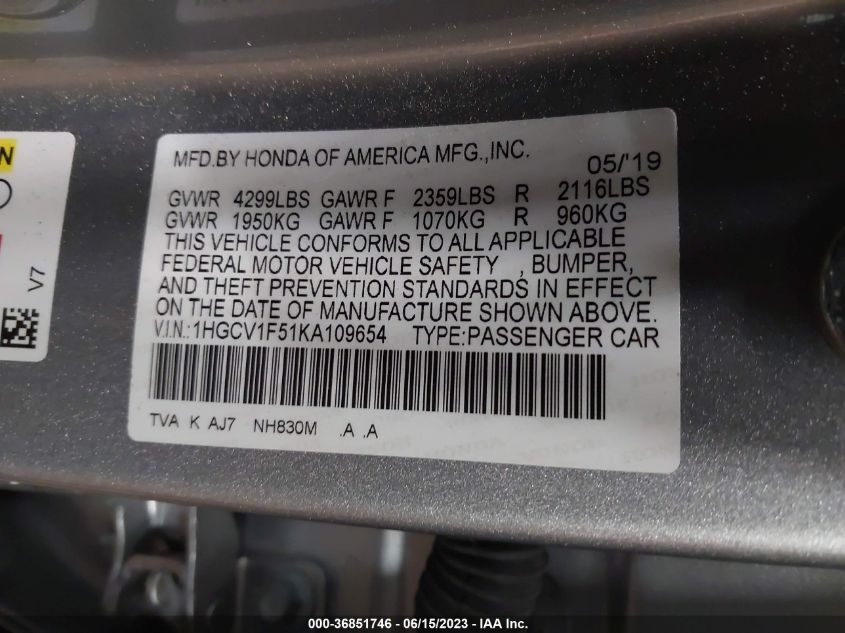 MFD.BY HONDA OF AMERICA MFG.,INC. 05/'19
GVWR 4299LBS GAWR F 2359LBS R 2116LBS
GVWR 1950KG GAWR F 1070KG R 960KG
THIS VEHICLE CONFORMS TO ALL APPLICABLE
FEDERAL MOTOR VEHICLE SAFETY , BUMPER,
AND THEFT PREVENTION STANDARDS IN EFFECT
ON THE DATE OF MANUFACTURE SHOWN ABOVE.
V.I.N.:1HGCV1F51KA109654 TYPE:PASSENGER CAR
TVA K AJ7 NH830M .A .A
V7
000-36851746 - 06/15/2023 - IAA Inc.